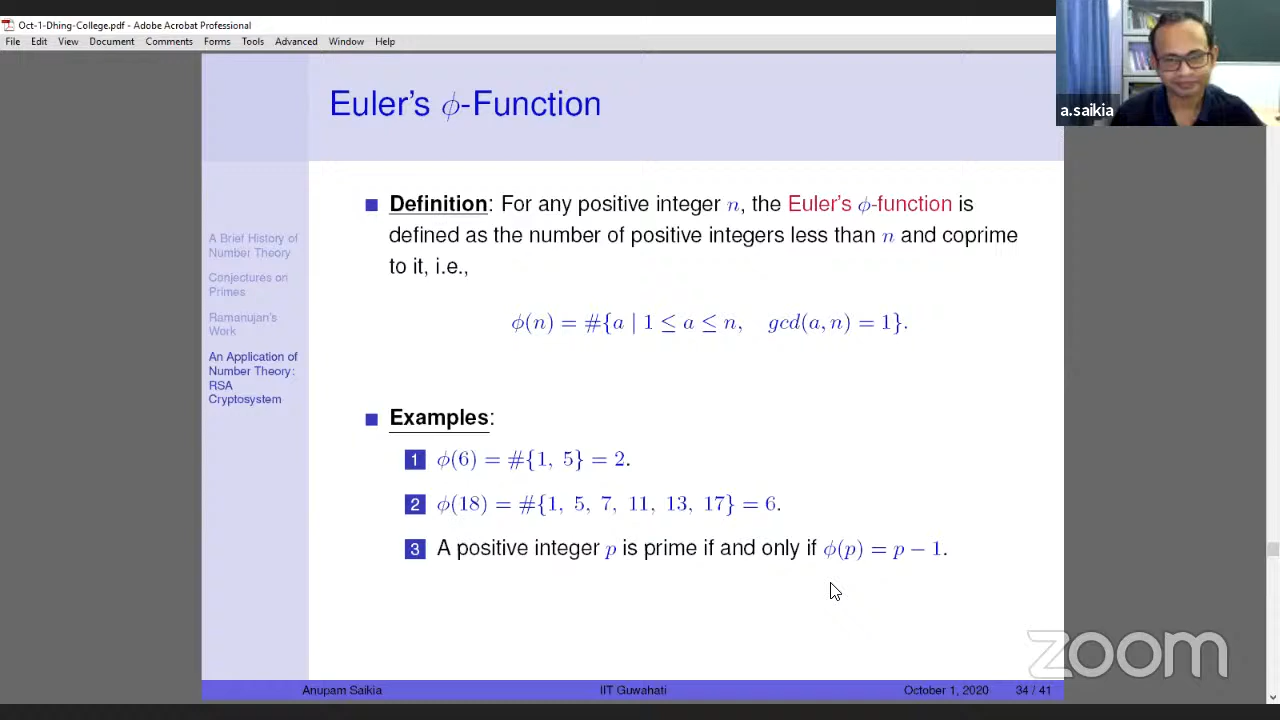 Oct-1-Dhing-College.pdf - Adobe Acrobat Professional
File Edit View Document Comments Forms Tools Advanced Window Help
a.saikia
Euler's ϕ-Function
A Brief History of
Number Theory
Conjectures on
Primes
Ramanujan's
Work
An Application of
Number Theory:
RSA
Cryptosystem
Definition: For any positive integer n, the Euler's ϕ-function is
defined as the number of positive integers less than n and coprime
to it, i.e.,
ϕ(n) = #{a | 1 ≤ a ≤ n, gcd(a, n) = 1}.
Examples:
1 ϕ(6) = #{1, 5} = 2.
2 ϕ(18) = #{1, 5, 7, 11, 13, 17} = 6.
3 A positive integer p is prime if and only if ϕ(p) = p − 1.
zoom
Anupam Saikia IIT Guwahati October 1, 2020 34 / 41